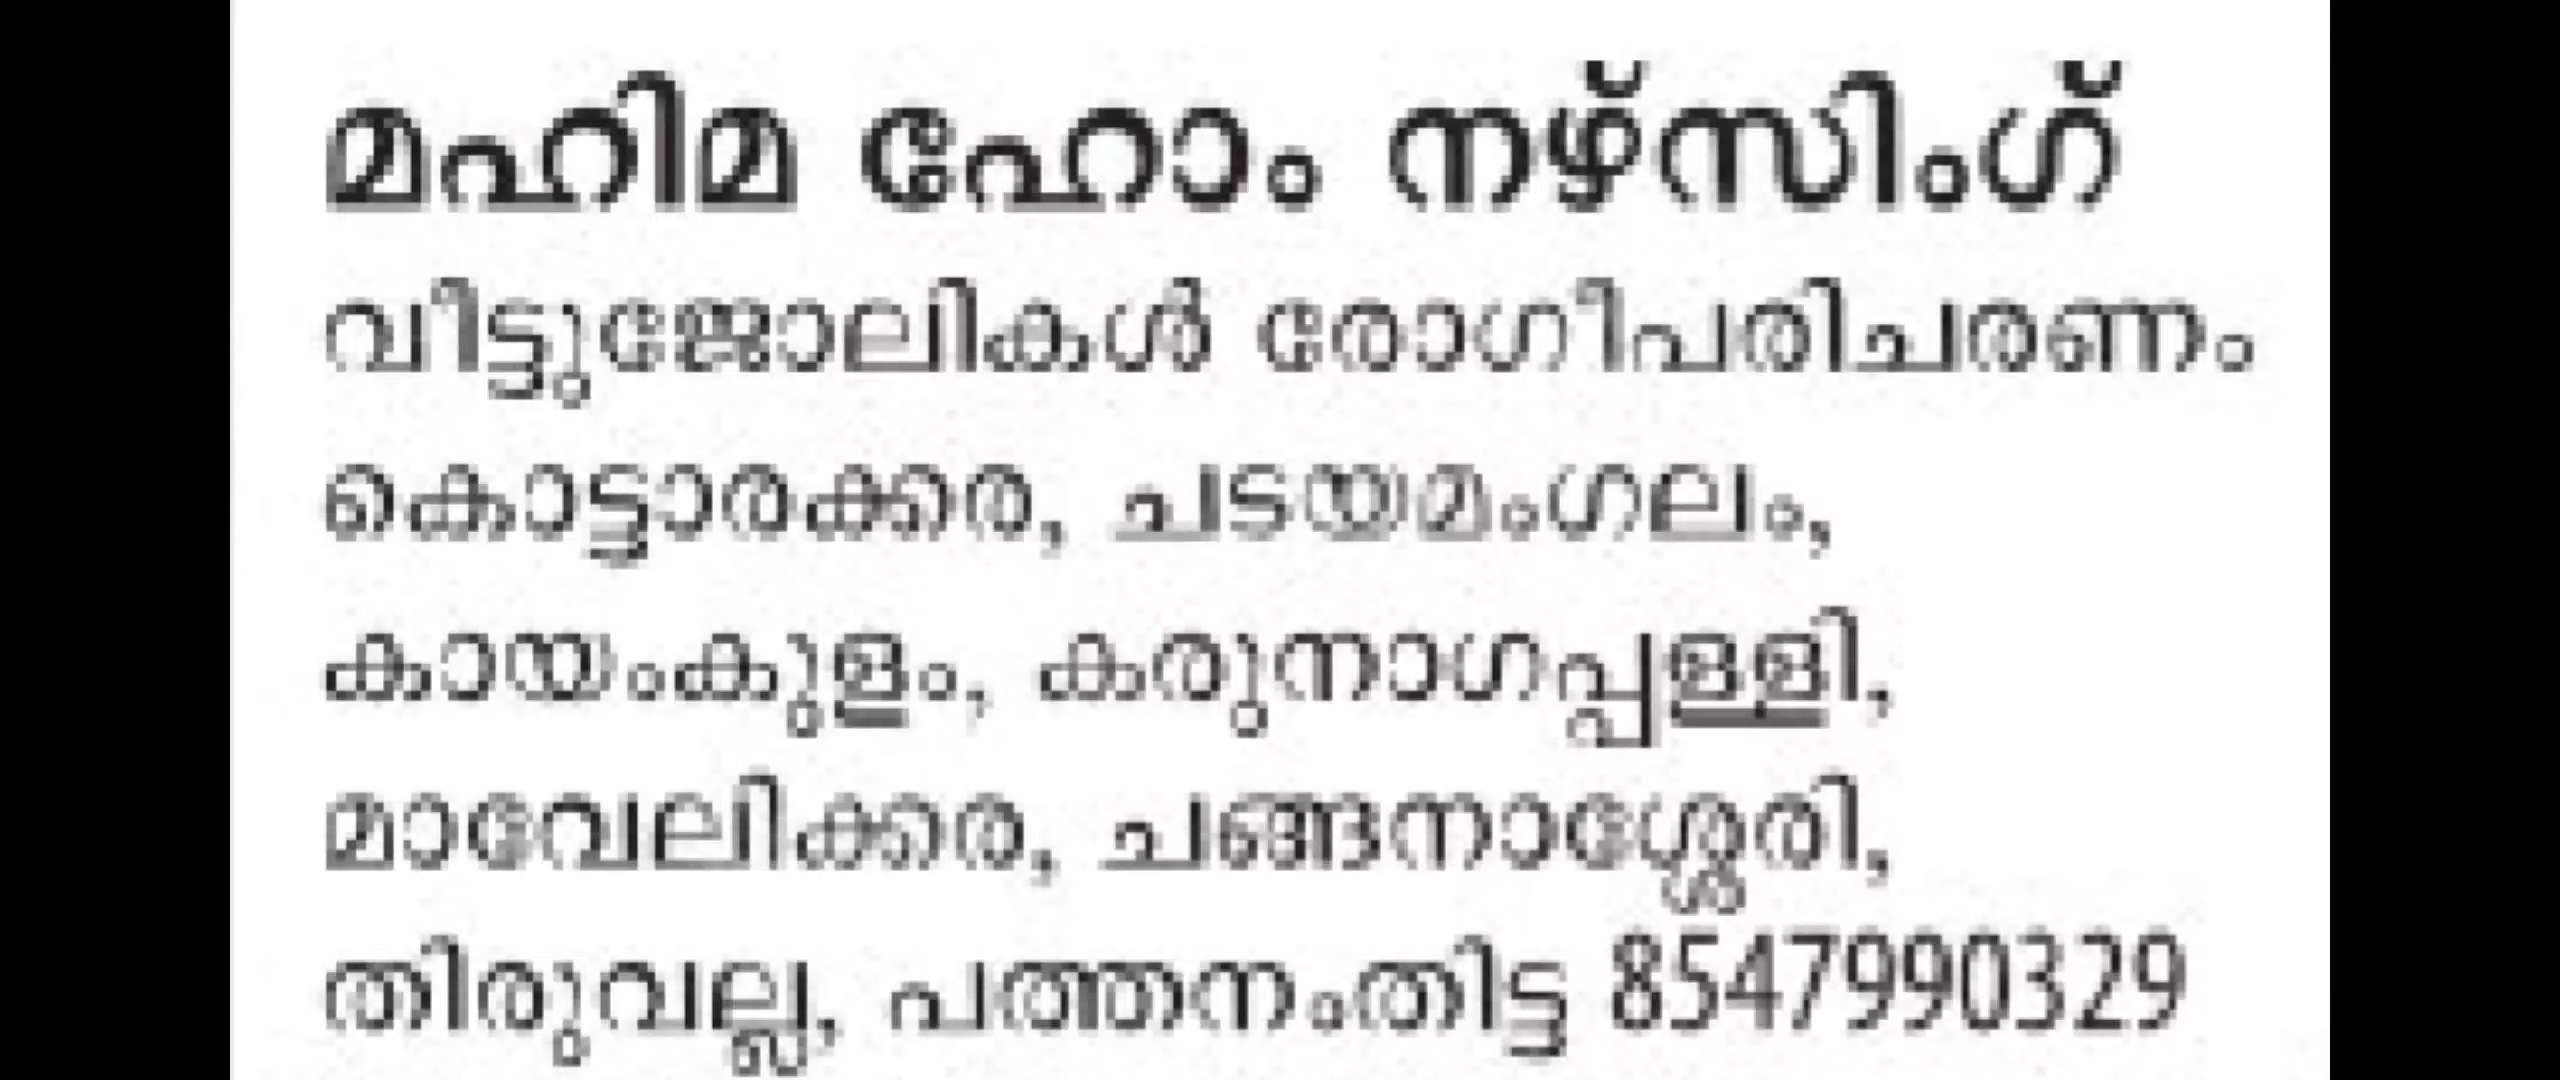 മഹിമ ഹോം നഴ്സിംഗ്
വീട്ടുജോലികൾ രോഗീപരിചരണം
കൊട്ടാരക്കര, ചടയമംഗലം,
കായംകുളം, കരുനാഗപ്പള്ളി,
മാവേലിക്കര, ചങ്ങനാശ്ശേരി,
തിരുവല്ല, പത്തനംതിട്ട 8547990329